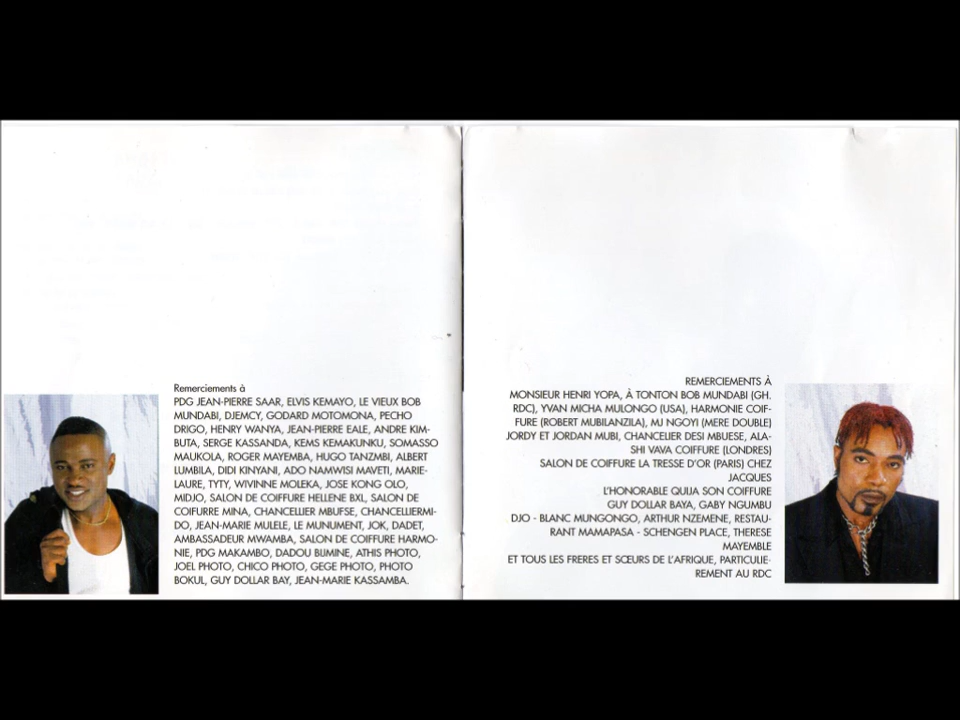 Remerciements à
PDG JEAN-PIERRE SAAR, ELVIS KEMAYO, LE VIEUX BOB
MUNDABI, DJEMCY, GODARD MOTOMONA, PECHO
DRIGO, HENRY WANYA, JEAN-PIERRE EALE, ANDRE KIM-
BUTA, SERGE KASSANDA, KEMS KEMAKUNKU, SOMASSO
MAUKOLA, ROGER MAYEMBA, HUGO TANZMBI, ALBERT
LUMBILA, DIDI KINYANI, ADO NAMWISI MAVETI, MARIE-
LAURE, TYTY, WIVINNE MOLEKA, JOSE KONG OLO,
MIDJO, SALON DE COIFFURE HELLENE BXL, SALON DE
COIFURRE MINA, CHANCELLIER MBUFSE, CHANCELLIERMI-
DO, JEAN-MARIE MULELE, LE MUNUMENT, JOK, DADET,
AMBASSADEUR MWAMBA, SALON DE COIFFURE HARMO-
NIE, PDG MAKAMBO, DADOU BIJMINE, ATHIS PHOTO,
JOEL PHOTO, CHICO PHOTO, GEGE PHOTO, PHOTO
BOKUL, GUY DOLLAR BAY, JEAN-MARIE KASSAMBA.
REMERCIEMENTS À
MONSIEUR HENRI YOPA, À TONTON BOB MUNDABI (GH.
RDC), YVAN MICHA MULONGO (USA), HARMONIE COIF-
FURE (ROBERT MUBILANZILA), MJ NGOYI (MERE DOUBLE)
JORDY ET JORDAN MUBI, CHANCELIER DESI MBUESE, ALA-
SHI VAVA COIFFURE (LONDRES)
SALON DE COIFFURE LA TRESSE D'OR (PARIS) CHEZ
JACQUES
L'HONORABLE QUIJA SON COIFFURE
GUY DOLLAR BAYA, GABY NGUMBU
DJO - BLANC MUNGONGO, ARTHUR NZEMENE, RESTAU-
RANT MAMAPASA - SCHENGEN PLACE, THERESE
MAYEMBLE
ET TOUS LES FRERES ET SŒURS DE L'AFRIQUE, PARTICULIE-
REMENT AU RDC